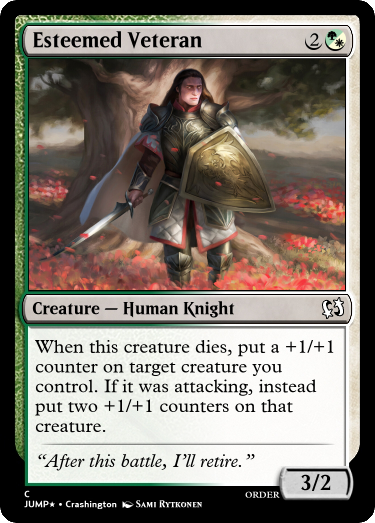 Esteemed Veteran 2
Creature — Human Knight
When this creature dies, put a +1/+1
counter on target creature you
control. If it was attacking, instead
put two +1/+1 counters on that
creature.
“After this battle, I’ll retire.”
3/2
C
ORDER
JUMP★ • Crashington SAMI RYTKONEN